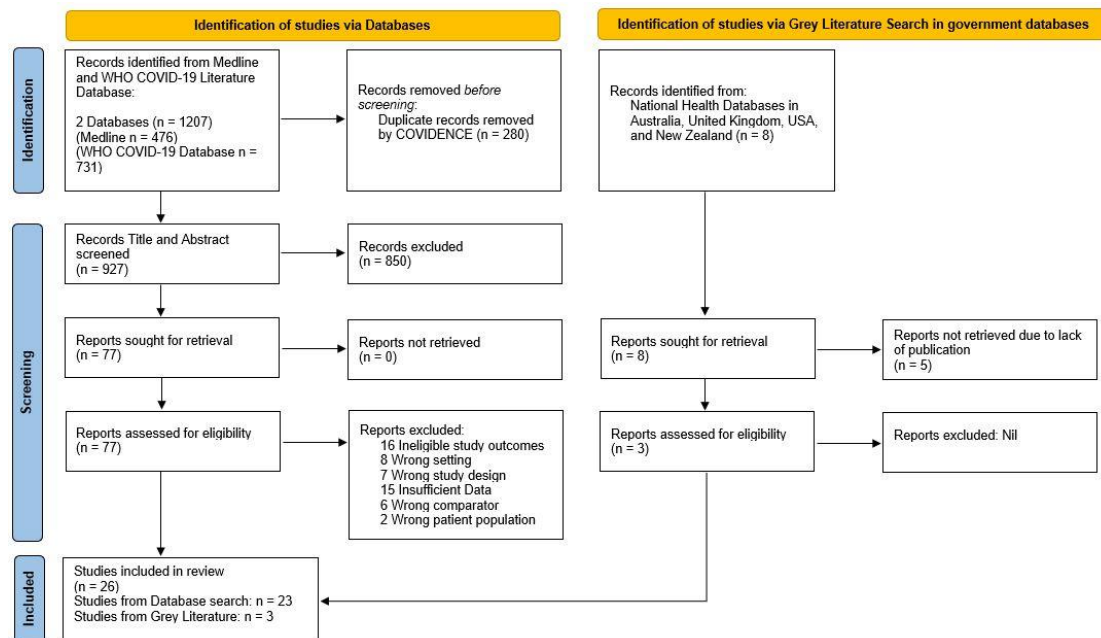 Identification of studies via Databases
Identification of studies via Grey Literature Search in government databases
Identification
Records identified from Medline
and WHO COVID-19 Literature
Database:
2 Databases (n = 1207)
(Medline n = 476)
(WHO COVID-19 Database n =
731)
Records removed before
screening:
Duplicate records removed
by COVIDENCE (n = 280)
Records identified from:
National Health Databases in
Australia, United Kingdom, USA,
and New Zealand (n = 8)
Screening
Records Title and Abstract
screened
(n = 927)
Records excluded
(n = 850)
Reports sought for retrieval
(n = 77)
Reports not retrieved
(n = 0)
Reports sought for retrieval
(n = 8)
Reports not retrieved due to lack
of publication
(n = 5)
Reports assessed for eligibility
(n = 77)
Reports excluded:
16 Ineligible study outcomes
8 Wrong setting
7 Wrong study design
15 Insufficient Data
6 Wrong comparator
2 Wrong patient population
Reports assessed for eligibility
(n = 3)
Reports excluded: Nil
Included
Studies included in review
(n = 26)
Studies from Database search: n = 23
Studies from Grey Literature: n = 3